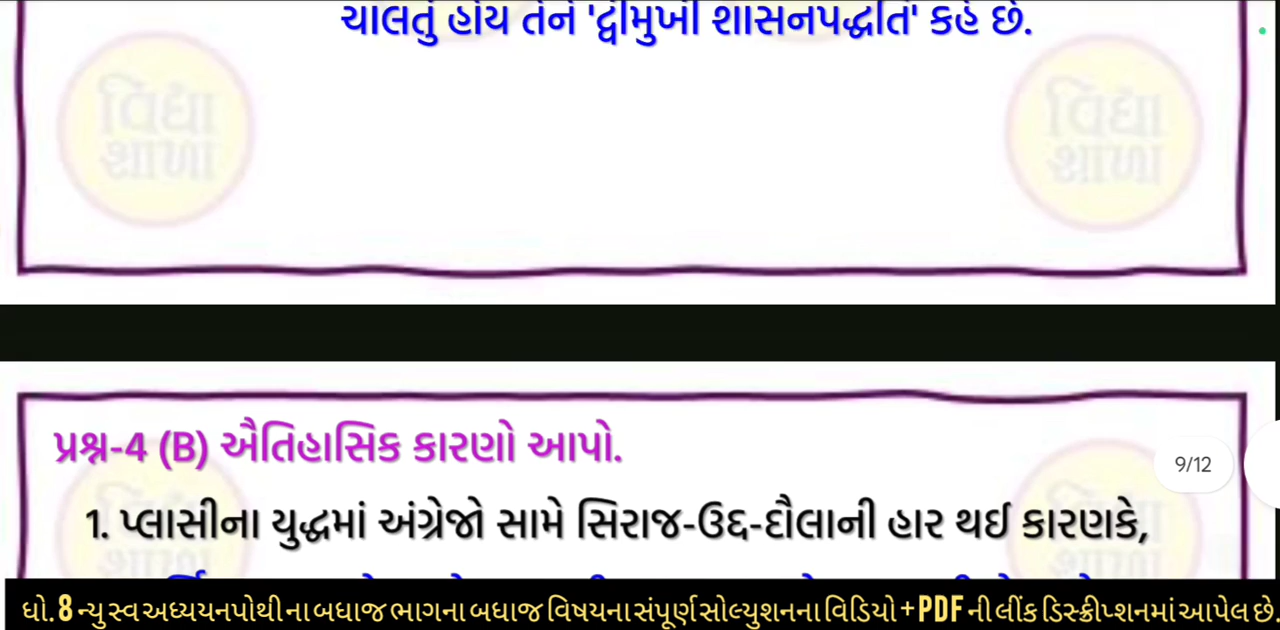 ચાલતું હોય તેને 'દ્વીમુખી શાસનપદ્ધતિ' કહે છે.
વિદ્યા
શાળા
વિદ્યા
શાળા
પ્રશ્ન-4 (B) ઐતિહાસિક કારણો આપો.
9/12
1. પ્લાસીના યુદ્ધમાં અંગ્રેજો સામે સિરાજ-ઉદ્દ-દૌલાની હાર થઈ કારણકે,
ધો. 8 ન્યુ સ્વ અધ્યયનપોથી ના બધાજ ભાગના બધાજ વિષયના સંપૂર્ણ સોલ્યુશનના વિડિયો + PDF ની લીંક ડિસ્ક્રીપ્શનમાં આપેલ છે.